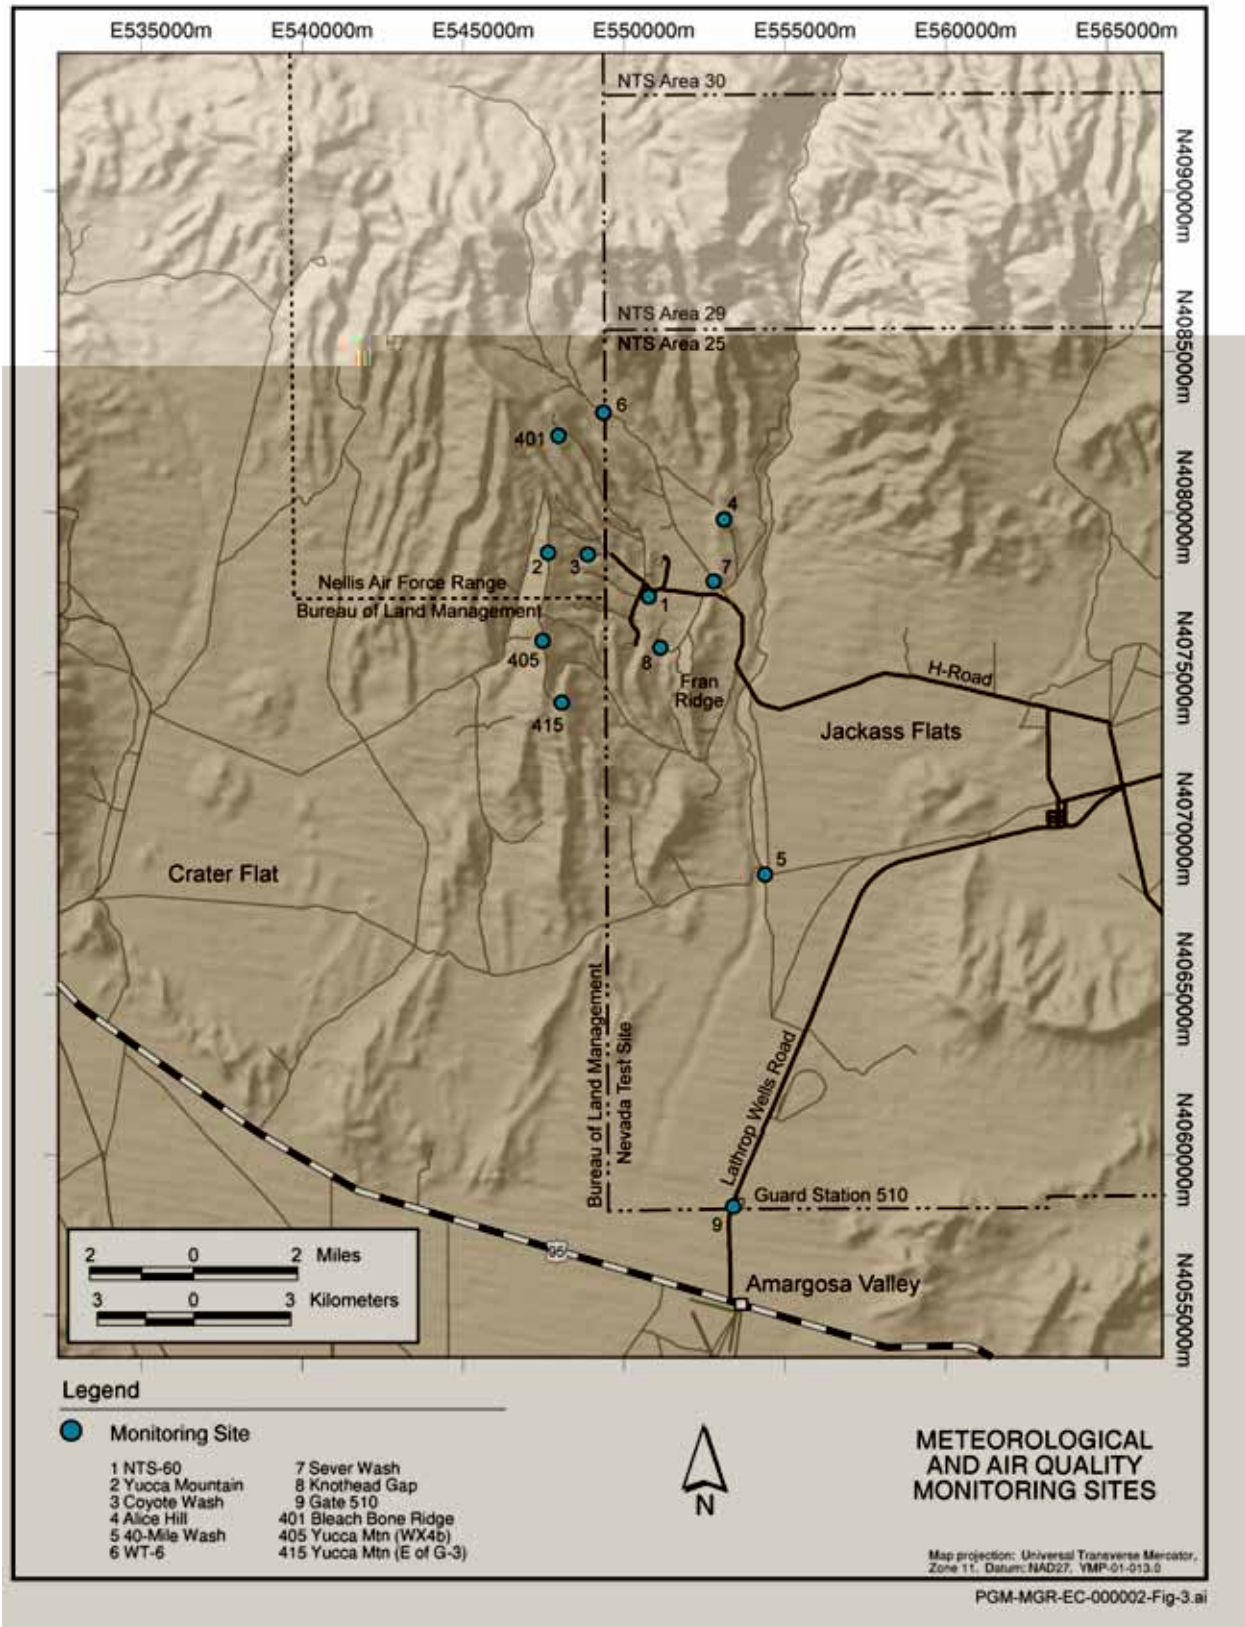 E535000m E540000m E545000m E550000m E555000m E560000m E565000m
NTS Area 30
N4090000m
NTS Area 29
NTS Area 25
N4085000m
6
401
4
N4080000m
2
3
7
Nellis Air Force Range
1
Bureau of Land Management
405
8
Fran
Ridge
H-Road
N4075000m
415
Jackass Flats
N4070000m
Crater Flat
5
N4065000m
Bureau of Land Management
Nevada Test Site
Lathrop Wells Road
N4060000m
9
Guard Station 510
95
Amargosa Valley
N4055000m
2 0 2 Miles
3 0 3 Kilometers
Legend
Monitoring Site
1 NTS-60
2 Yucca Mountain
3 Coyote Wash
4 Alice Hill
5 40-Mile Wash
6 WT-6
7 Sever Wash
8 Knothead Gap
9 Gate 510
401 Bleach Bone Ridge
405 Yucca Mtn (WX4b)
415 Yucca Mtn (E of G-3)
N
METEOROLOGICAL
AND AIR QUALITY
MONITORING SITES
Map projection: Universal Transverse Mercator,
Zone 11, Datum: NAD27. YMP-01-013.0
PGM-MGR-EC-000002-Fig-3.ai